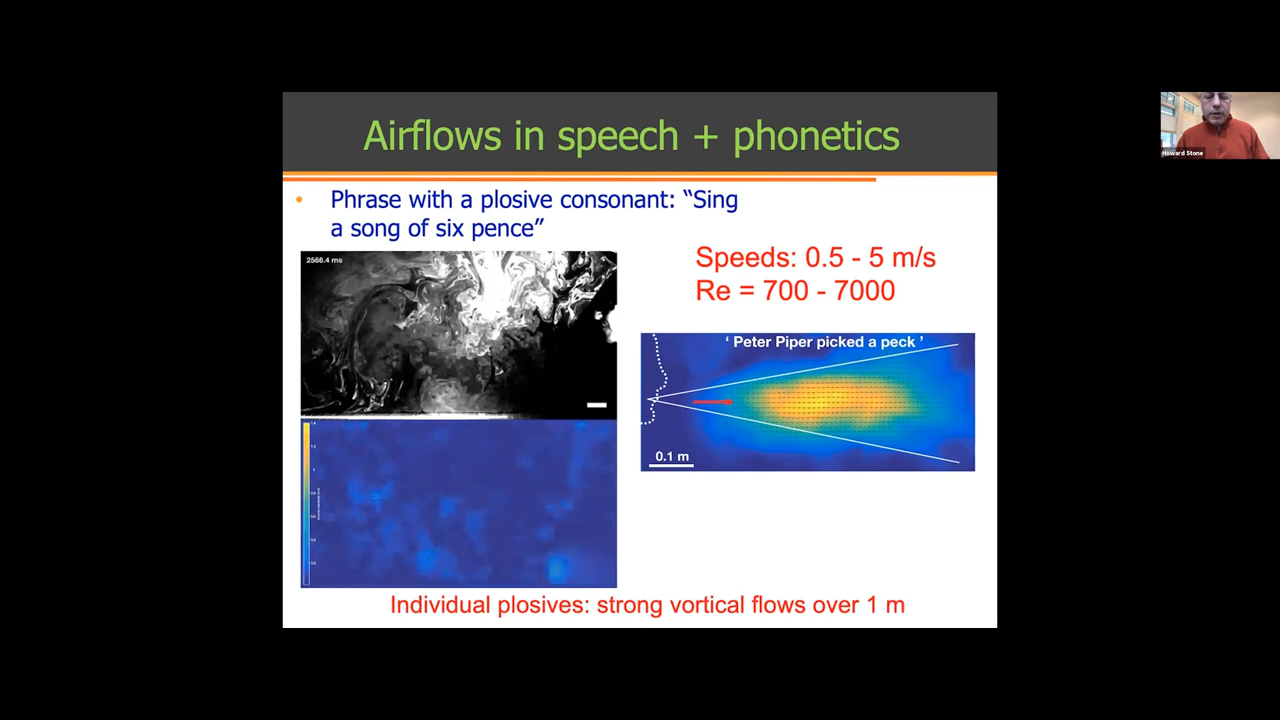 Airflows in speech + phonetics
• Phrase with a plosive consonant: “Sing
a song of six pence”
Speeds: 0.5 - 5 m/s
Re = 700 - 7000
2568.4 ms
‘ Peter Piper picked a peck ’
0.1 m
Individual plosives: strong vortical flows over 1 m
Howard Stone